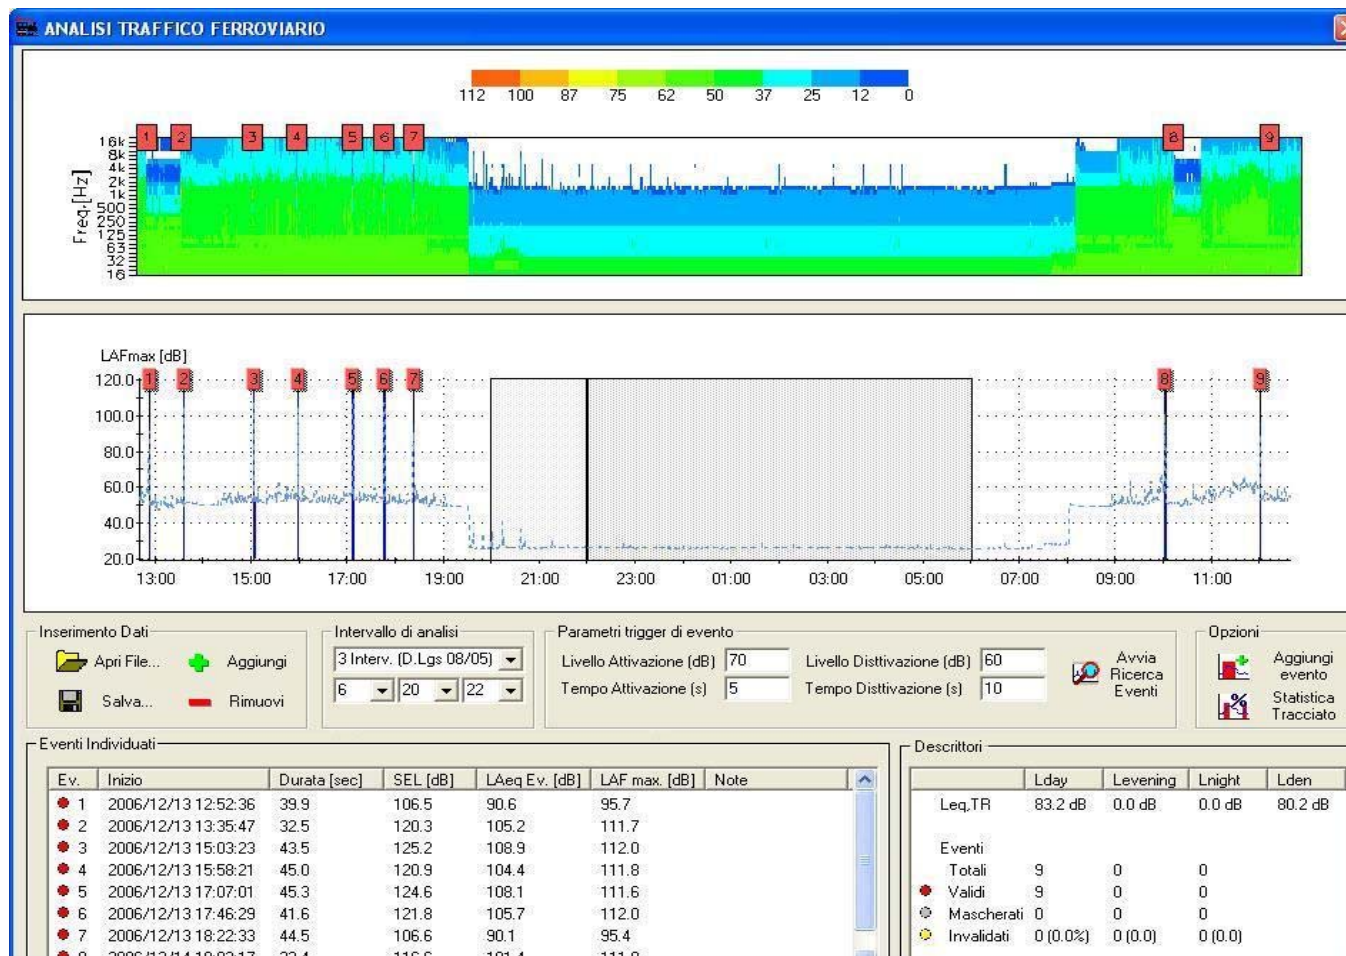 ANALISI TRAFFICO FERROVIARIO
112 100 87 75 62 50 37 25 12 0
1 2 3 4 5 6 7 8 9
Freq.[Hz]
16k
8k
4k
2k
1k
500
250
125
63
32
16
LAFmax [dB]
1 2 3 4 5 6 7 8 9
120.0
100.0
80.0
60.0
40.0
20.0
13:00 15:00 17:00 19:00 21:00 23:00 01:00 03:00 05:00 07:00 09:00 11:00
Inserimento Dati
Apri File... Aggiungi
Salva... Rimuovi
Intervallo di analisi
3 Interv. (D.Lgs 08/05)
6 20 22
Parametri trigger di evento
Livello Attivazione (dB) 70 Livello Disttivazione (dB) 60
Tempo Attivazione (s) 5 Tempo Disttivazione (s) 10
Avvia
Ricerca
Eventi
Opzioni
Aggiungi
evento
Statistica
Tracciato
Eventi Individuati
Ev. Inizio Durata [sec] SEL [dB] LAeq Ev. [dB] LAF max. [dB] Note
1 2006/12/13 12:52:36 39.9 106.5 90.6 95.7
2 2006/12/13 13:35:47 32.5 120.3 105.2 111.7
3 2006/12/13 15:03:23 43.5 125.2 108.9 112.0
4 2006/12/13 15:58:21 45.0 120.9 104.4 111.8
5 2006/12/13 17:07:01 45.3 124.6 108.1 111.6
6 2006/12/13 17:46:29 41.6 121.8 105.7 112.0
7 2006/12/13 18:22:33 44.5 106.6 90.1 95.4
Descrittori
Lday Levening Lnight Lden
Leq,TR 83.2 dB 0.0 dB 0.0 dB 80.2 dB
Eventi
Totali 9 0 0
Validi 9 0 0
Mascherati 0 0 0
Invalidati 0 (0.0%) 0 (0.0) 0 (0.0)